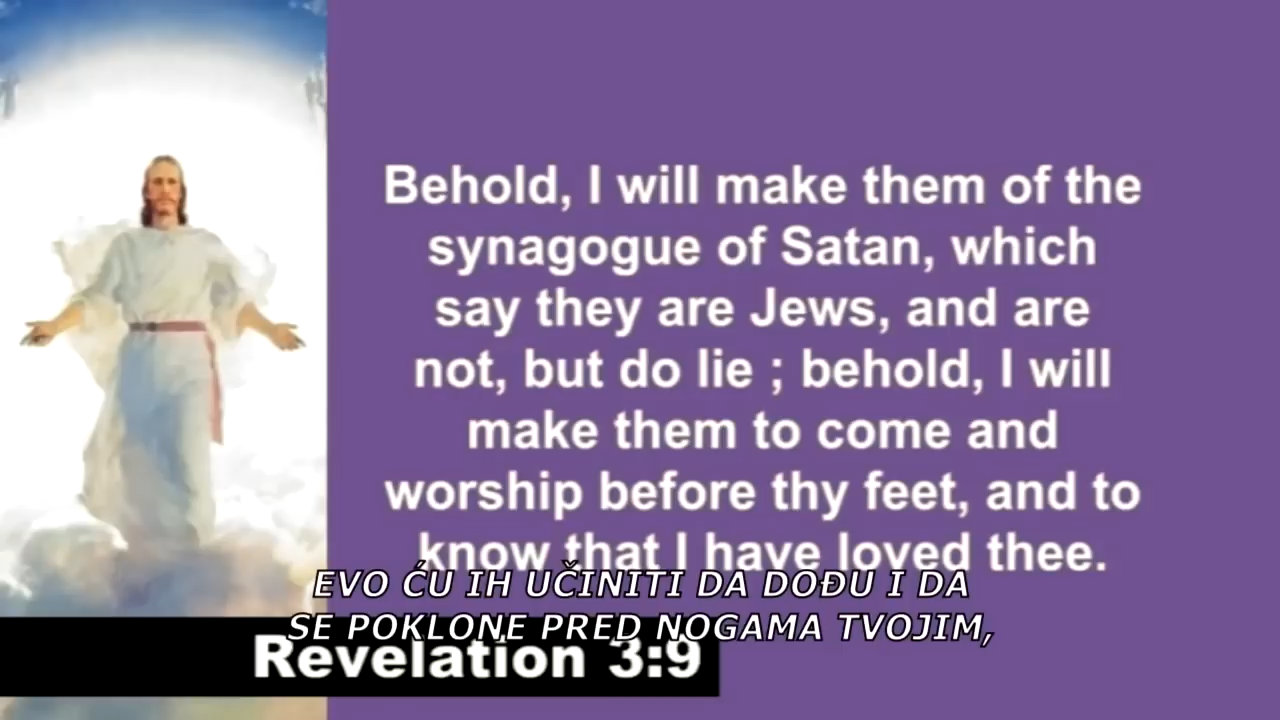 Behold, I will make them of the
synagogue of Satan, which
say they are Jews, and are
not, but do lie ; behold, I will
make them to come and
worship before thy feet, and to
know that I have loved thee.
EVO ĆU IH UČINITI DA DOĐU I DA
SE POKLONE PRED NOGAMA TVOJIM,
Revelation 3:9